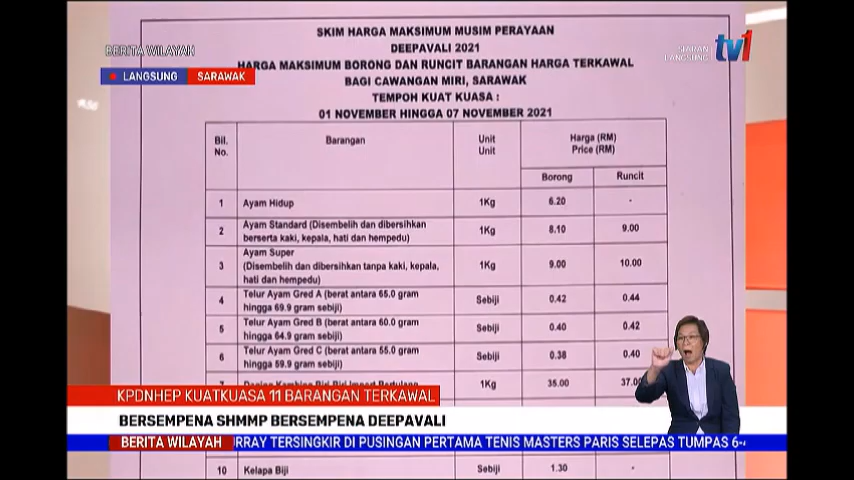 SKIM HARGA MAKSIMUM MUSIM PERAYAAN
DEEPAVALI 2021
BERITA WILAYAH
SIARAN LANGSUNG tv1
HARGA MAKSIMUM BORONG DAN RUNCIT BARANGAN HARGA TERKAWAL
LANGSUNG SARAWAK
BAGI CAWANGAN MIRI, SARAWAK
TEMPOH KUAT KUASA :
01 NOVEMBER HINGGA 07 NOVEMBER 2021
Bil. No. Barangan Unit Unit Harga (RM) Price (RM)
Borong Runcit
1 Ayam Hidup 1Kg 6.20 -
2 Ayam Standard (Disembelih dan dibersihkan berserta kaki, kepala, hati dan hempedu) 1Kg 8.10 9.00
3 Ayam Super (Disembelih dan dibersihkan tanpa kaki, kepala, hati dan hempedu) 1Kg 9.00 10.00
4 Telur Ayam Gred A (berat antara 65.0 gram hingga 69.9 gram sebiji) Sebiji 0.42 0.44
5 Telur Ayam Gred B (berat antara 60.0 gram hingga 64.9 gram sebiji) Sebiji 0.40 0.42
6 Telur Ayam Gred C (berat antara 55.0 gram hingga 59.9 gram sebiji) Sebiji 0.38 0.40
1Kg 35.00 37.00
KPDNHEP KUATKUASA 11 BARANGAN TERKAWAL
BERSEMPENA SHMMP BERSEMPENA DEEPAVALI
BERITA WILAYAH RRAY TERSINGKIR DI PUSINGAN PERTAMA TENIS MASTERS PARIS SELEPAS TUMPAS 6-4
10 Kelapa Biji Sebiji 1.30 -